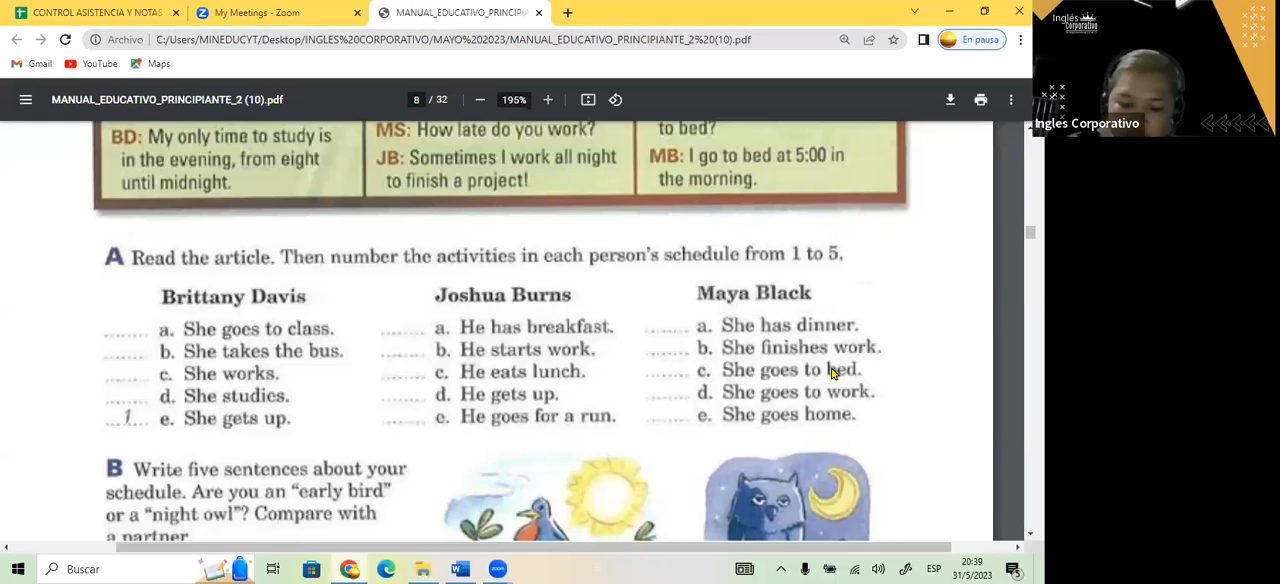 CONTROL ASISTENCIA Y NOTAS
My Meetings - Zoom
MANUAL_EDUCATIVO_PRINCIPIA
Archivo
C:/Users/MINEDUCYT/Desktop/INGLES%20CORPORATIVO/MAYO%202023/MANUAL_EDUCATIVO_PRINCIPIANTE_2%20(10).pdf
En pausa
Gmail
YouTube
Maps
MANUAL_EDUCATIVO_PRINCIPIANTE_2 (10).pdf
8 / 32
195%
Inglés
Corporativo
Ingles Corporativo
BD: My only time to study is
in the evening, from eight
until midnight.
MS: How late do you work?
JB: Sometimes I work all night
to finish a project!
to bed?
MB: I go to bed at 5:00 in
the morning.
A Read the article. Then number the activities in each person's schedule from 1 to 5.
Brittany Davis
........ a. She goes to class.
........ b. She takes the bus.
........ c. She works.
........ d. She studies.
...1... e. She gets up.
Joshua Burns
........ a. He has breakfast.
........ b. He starts work.
........ c. He eats lunch.
........ d. He gets up.
........ e. He goes for a run.
Maya Black
........ a. She has dinner.
........ b. She finishes work.
........ c. She goes to bed.
........ d. She goes to work.
........ e. She goes home.
B Write five sentences about your
schedule. Are you an "early bird"
or a "night owl"? Compare with
a partner.
Buscar
zoom
ESP
20:39
31/5/2023
5